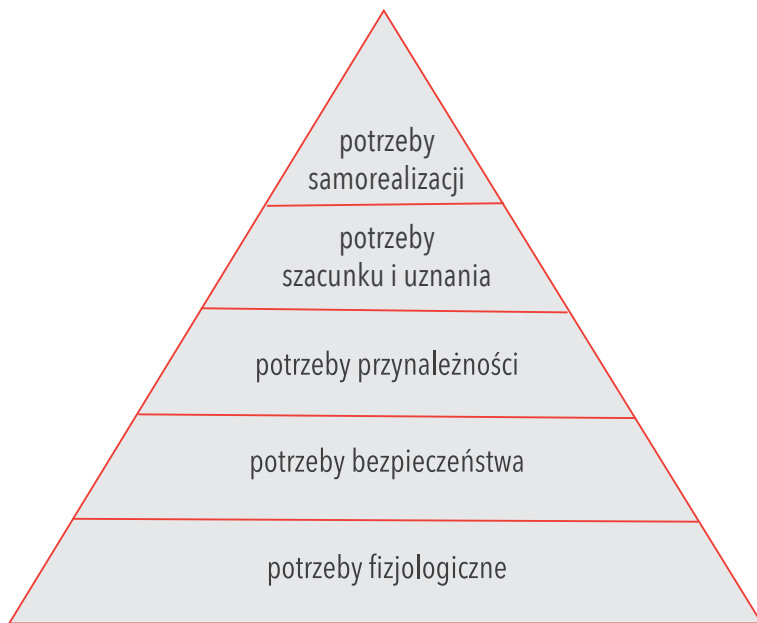 potrzeby
samorealizacji
potrzeby
szacunku i uznania
potrzeby przynależności
potrzeby bezpieczeństwa
potrzeby fizjologiczne